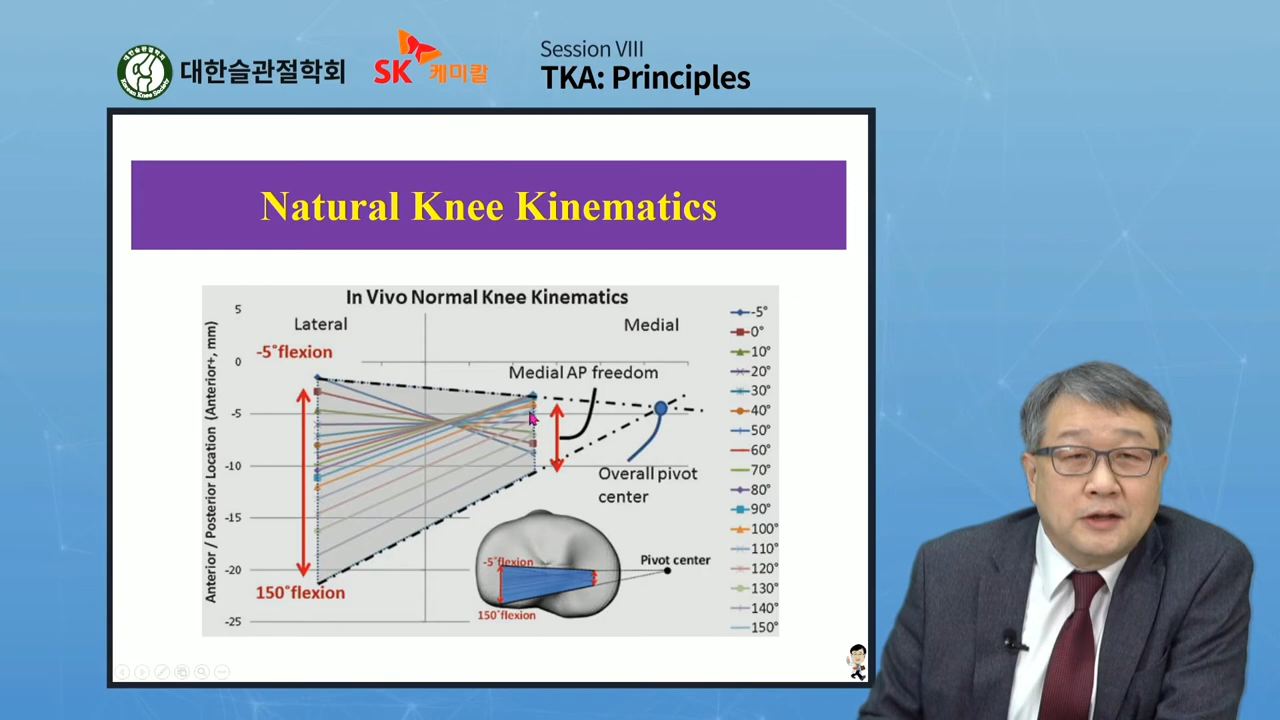 대한슬관절학회
SK 케미칼
Session VIII
TKA: Principles
Natural Knee Kinematics
In Vivo Normal Knee Kinematics
Lateral
Medial
-5˚flexion
Medial AP freedom
Overall pivot
center
Pivot center
-5˚flexion
150˚flexion
150˚flexion
Anterior / Posterior Location (Anterior+, mm)
5
0
-5
-10
-15
-20
-25
-5°
0°
10°
20°
30°
40°
50°
60°
70°
80°
90°
100°
110°
120°
130°
140°
150°